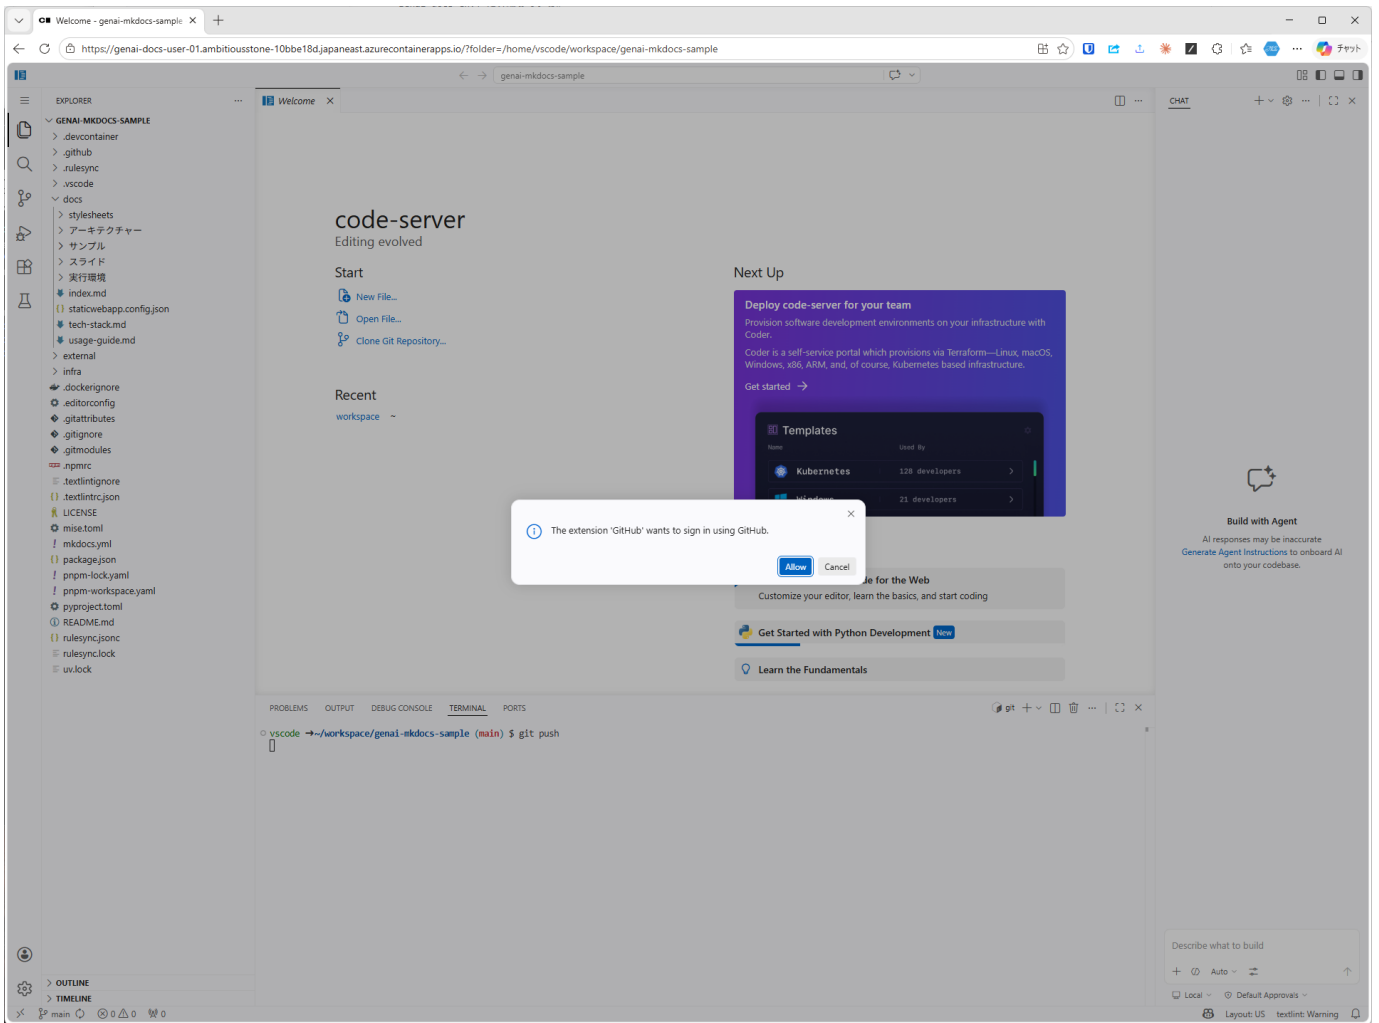 Welcome - genai-mkdocs-sample
https://genai-docs-user-01.ambitiousstone-10bbe18d.japaneast.azurecontainerapps.io/?folder=/home/vscode/workspace/genai-mkdocs-sample
チャット
genai-mkdocs-sample
EXPLORER
GENAI-MKDOCS-SAMPLE
.devcontainer
.github
.rulesync
.vscode
docs
stylesheets
アーキテクチャー
サンプル
スライド
実行環境
index.md
staticwebapp.config.json
tech-stack.md
usage-guide.md
external
infra
.dockerignore
.editorconfig
.gitattributes
.gitignore
.gitmodules
.npmrc
.textlintignore
.textlintrc.json
LICENSE
mise.toml
mkdocs.yml
package.json
pnpm-lock.yaml
pnpm-workspace.yaml
pyproject.toml
README.md
rulesync.jsonc
rulesync.lock
uv.lock
OUTLINE
TIMELINE
Welcome
code-server
Editing evolved
Start
New File...
Open File...
Clone Git Repository...
Recent
workspace ~
Next Up
Deploy code-server for your team
Provision software development environments on your infrastructure with
Coder.
Coder is a self-service portal which provisions via Terraform—Linux, macOS,
Windows, x86, ARM, and, of course, Kubernetes based infrastructure.
Get started →
Templates
Name Used By
Kubernetes 128 developers
Windows 21 developers
The extension 'GitHub' wants to sign in using GitHub.
Allow Cancel
de for the Web
Customize your editor, learn the basics, and start coding
Get Started with Python Development New
Learn the Fundamentals
PROBLEMS OUTPUT DEBUG CONSOLE TERMINAL PORTS
git
vscode ➜~/workspace/genai-mkdocs-sample (main) $ git push
CHAT
Build with Agent
AI responses may be inaccurate
Generate Agent Instructions to onboard AI
onto your codebase.
Describe what to build
Auto
Local Default Approvals
main 0 0 0
Layout: US textlint: Warning